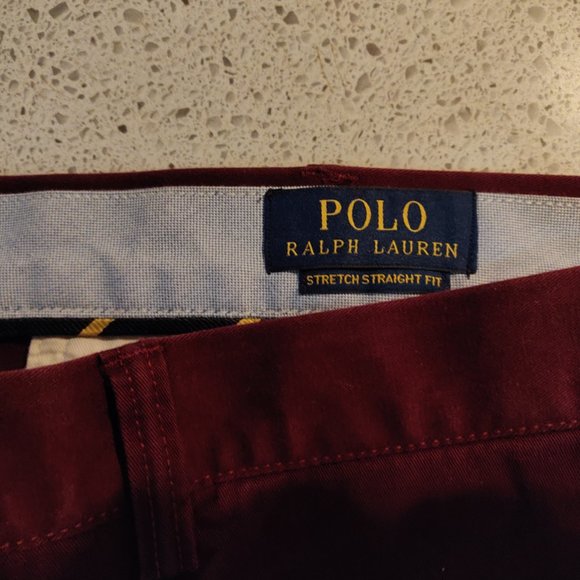 POLO
RALPH LAUREN
STRETCH STRAIGHT FIT